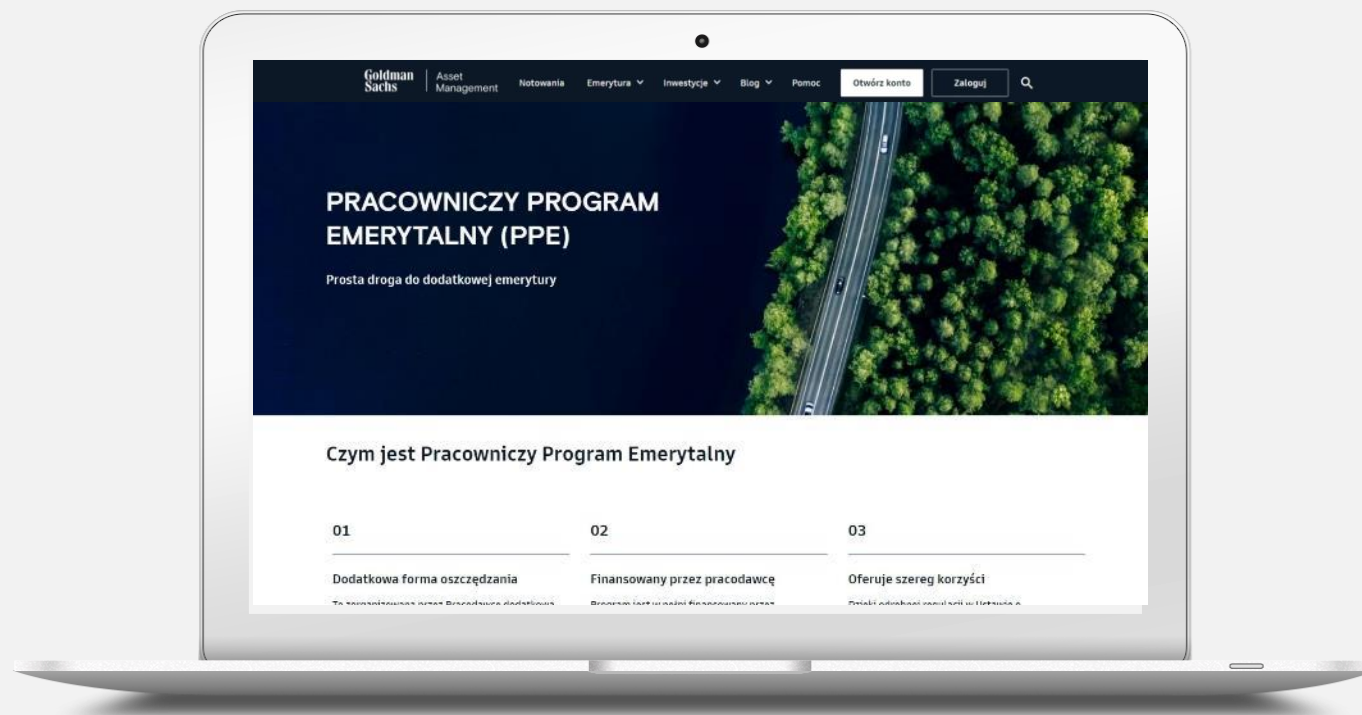 Goldman Sachs
Asset Management
Notowania
Emerytura
Inwestycje
Blog
Pomoc
Otwórz konto
Zaloguj
PRACOWNICZY PROGRAM
EMERYTALNY (PPE)
Prosta droga do dodatkowej emerytury
Czym jest Pracowniczy Program Emerytalny
01
02
03
Dodatkowa forma oszczędzania
Finansowany przez pracodawcę
Oferuje szereg korzyści